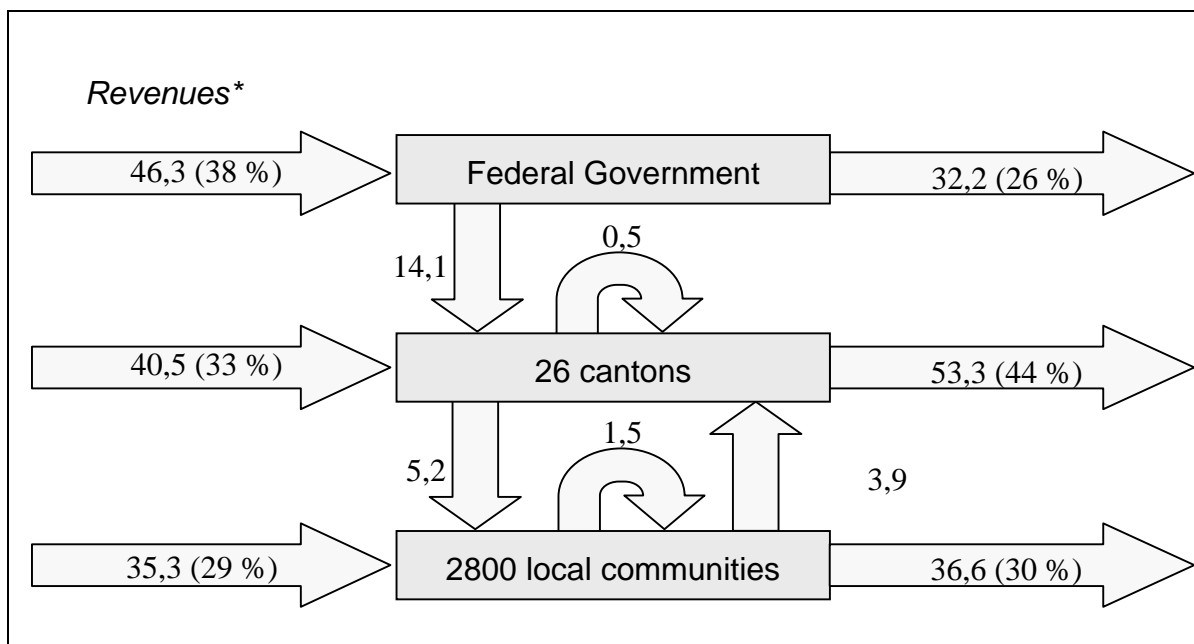 Revenues*
46,3 (38 %)
Federal Government
32,2 (26 %)
14,1
0,5
40,5 (33 %)
26 cantons
53,3 (44 %)
5,2
1,5
3,9
35,3 (29 %)
2800 local communities
36,6 (30 %)